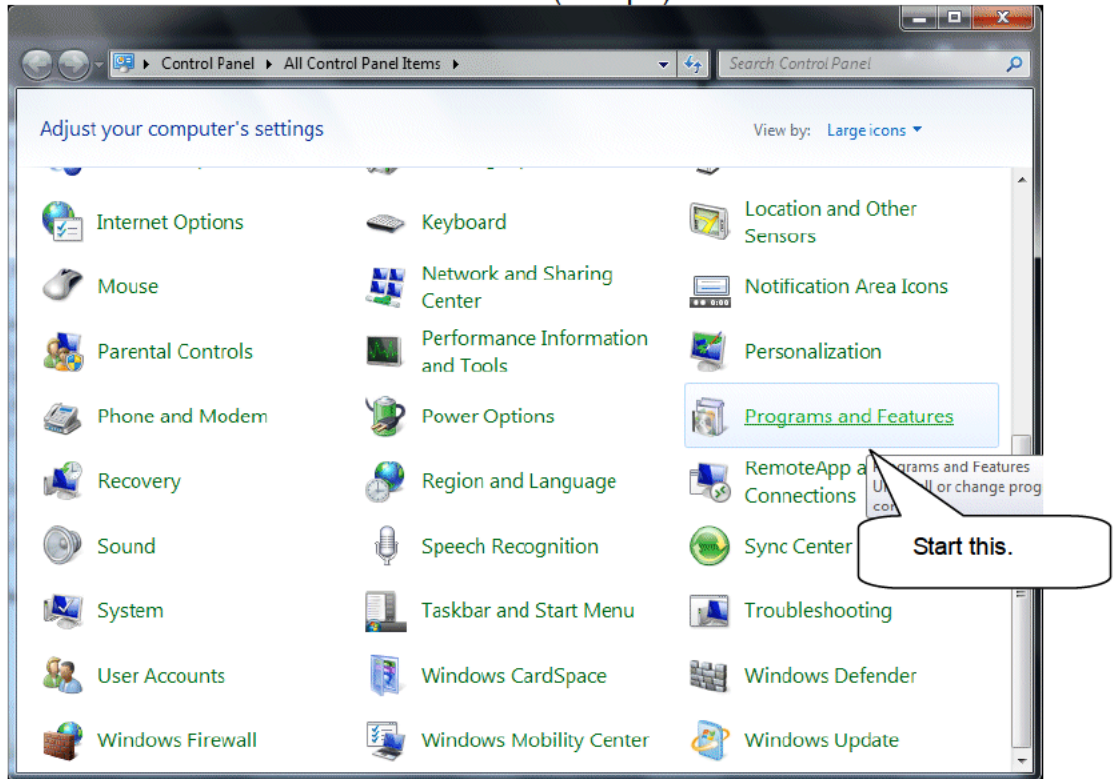 Control Panel All Control Panel Items
Search Control Panel
Adjust your computer's settings
View by: Large icons
Internet Options
Keyboard
Location and Other
Sensors
Mouse
Network and Sharing
Center
Notification Area Icons
Parental Controls
Performance Information
and Tools
Personalization
Phone and Modem
Power Options
Programs and Features
Recovery
Region and Language
RemoteApp
Connections
Programs and Features
or change prog
Sound
Speech Recognition
Sync Center
Start this.
System
Taskbar and Start Menu
Troubleshooting
User Accounts
Windows CardSpace
Windows Defender
Windows Firewall
Windows Mobility Center
Windows Update